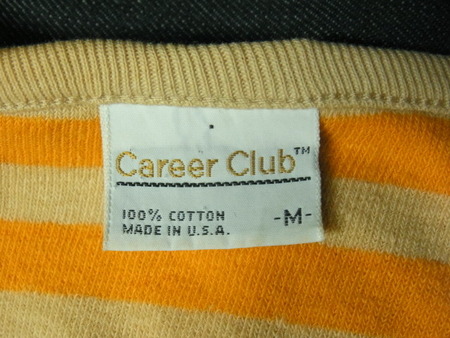 Career Club™
100% COTTON -M-
MADE IN U.S.A.